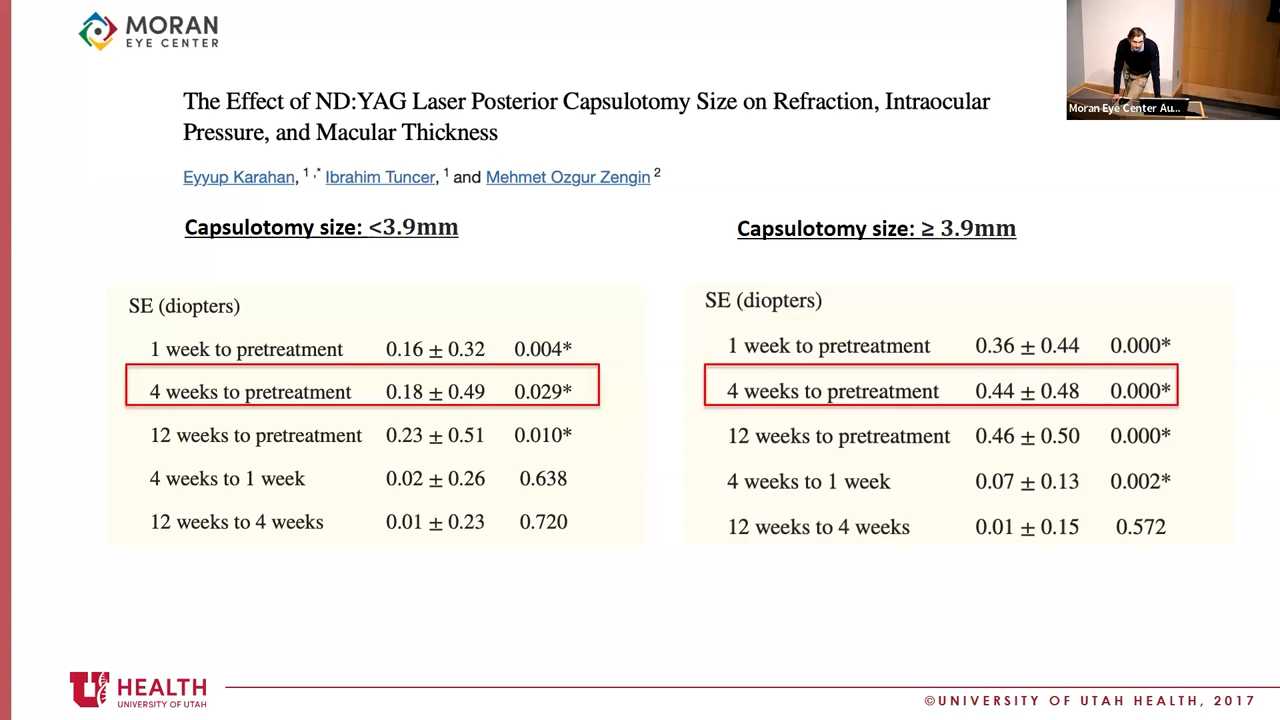 MORAN
EYE CENTER
Moran Eye Center Au...
The Effect of ND:YAG Laser Posterior Capsulotomy Size on Refraction, Intraocular
Pressure, and Macular Thickness
Eyyup Karahan, 1,* Ibrahim Tuncer, 1 and Mehmet Ozgur Zengin 2
Capsulotomy size: <3.9mm
SE (diopters)
1 week to pretreatment 0.16 ± 0.32 0.004*
4 weeks to pretreatment 0.18 ± 0.49 0.029*
12 weeks to pretreatment 0.23 ± 0.51 0.010*
4 weeks to 1 week 0.02 ± 0.26 0.638
12 weeks to 4 weeks 0.01 ± 0.23 0.720
Capsulotomy size: ≥ 3.9mm
SE (diopters)
1 week to pretreatment 0.36 ± 0.44 0.000*
4 weeks to pretreatment 0.44 ± 0.48 0.000*
12 weeks to pretreatment 0.46 ± 0.50 0.000*
4 weeks to 1 week 0.07 ± 0.13 0.002*
12 weeks to 4 weeks 0.01 ± 0.15 0.572
U HEALTH
UNIVERSITY OF UTAH
©UNIVERSITY OF UTAH HEALTH, 2017